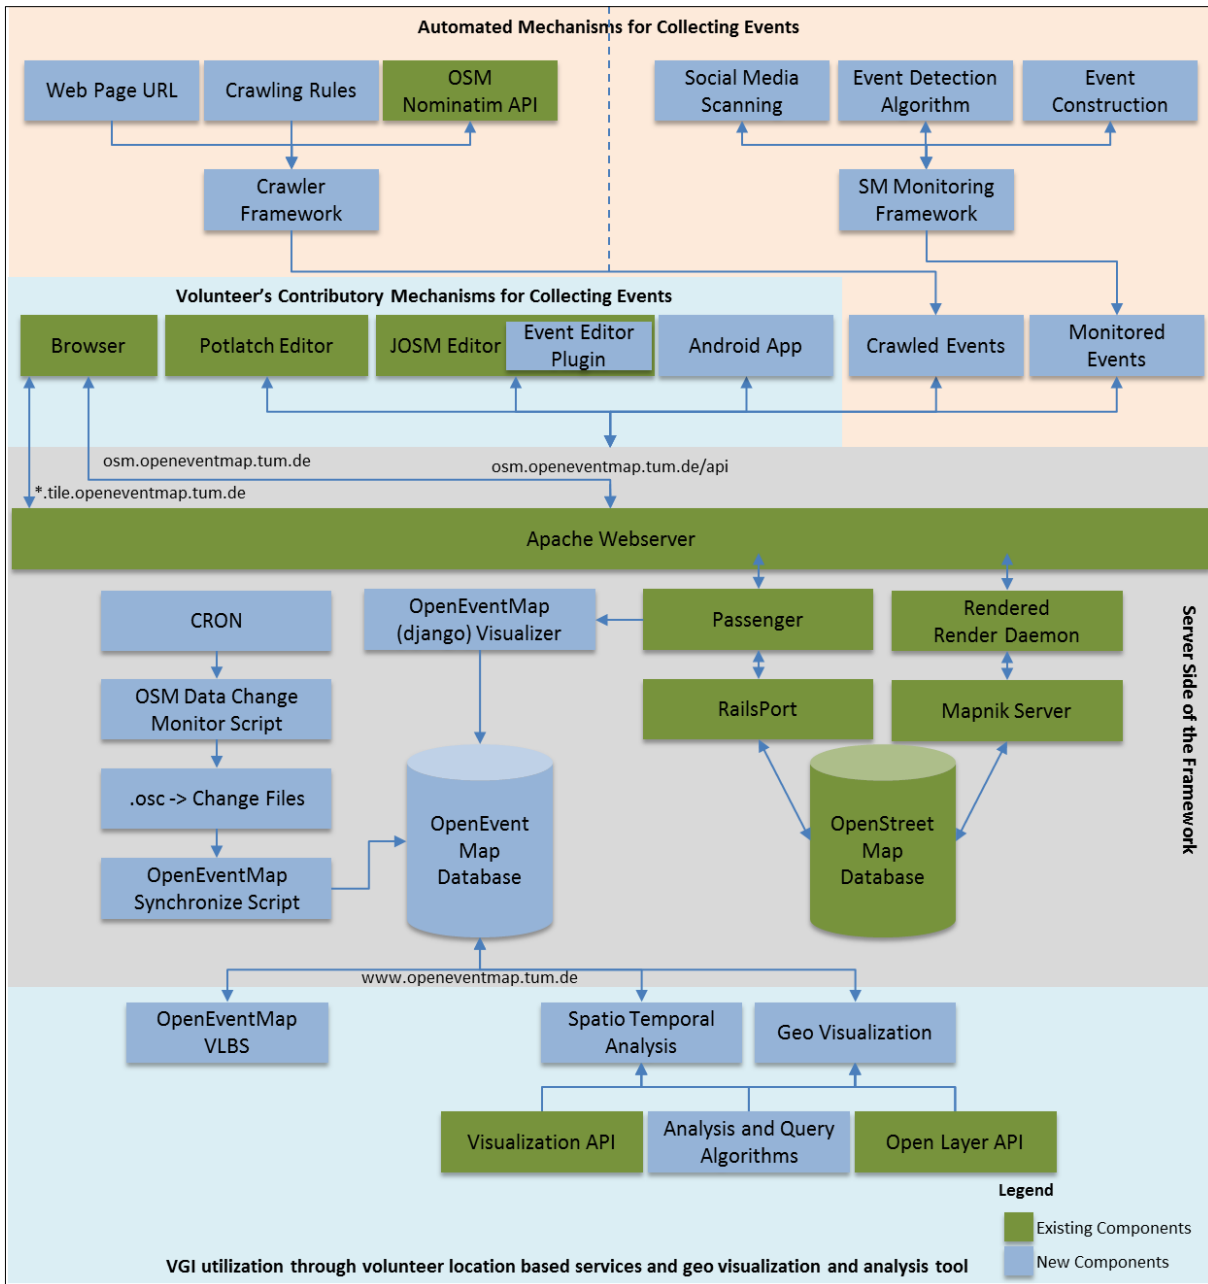 Automated Mechanisms for Collecting Events
Web Page URL
Crawling Rules
OSM
Nominatim API
Social Media
Scanning
Event Detection
Algorithm
Event
Construction
Crawler
Framework
SM Monitoring
Framework
Volunteer's Contributory Mechanisms for Collecting Events
Browser
Potlatch Editor
JOSM Editor
Event Editor
Plugin
Android App
Crawled Events
Monitored
Events
osm.openeventmap.tum.de
osm.openeventmap.tum.de/api
*.tile.openeventmap.tum.de
Apache Webserver
CRON
OpenEventMap
(django) Visualizer
Passenger
Rendered
Render Daemon
OSM Data Change
Monitor Script
RailsPort
Mapnik Server
Server Side of the Framework
.osc -> Change Files
OpenEvent
Map
Database
OpenStreet
Map
Database
OpenEventMap
Synchronize Script
www.openeventmap.tum.de
OpenEventMap
VLBS
Spatio Temporal
Analysis
Geo Visualization
Visualization API
Analysis and Query
Algorithms
Open Layer API
Legend
Existing Components
New Components
VGI utilization through volunteer location based services and geo visualization and analysis tool